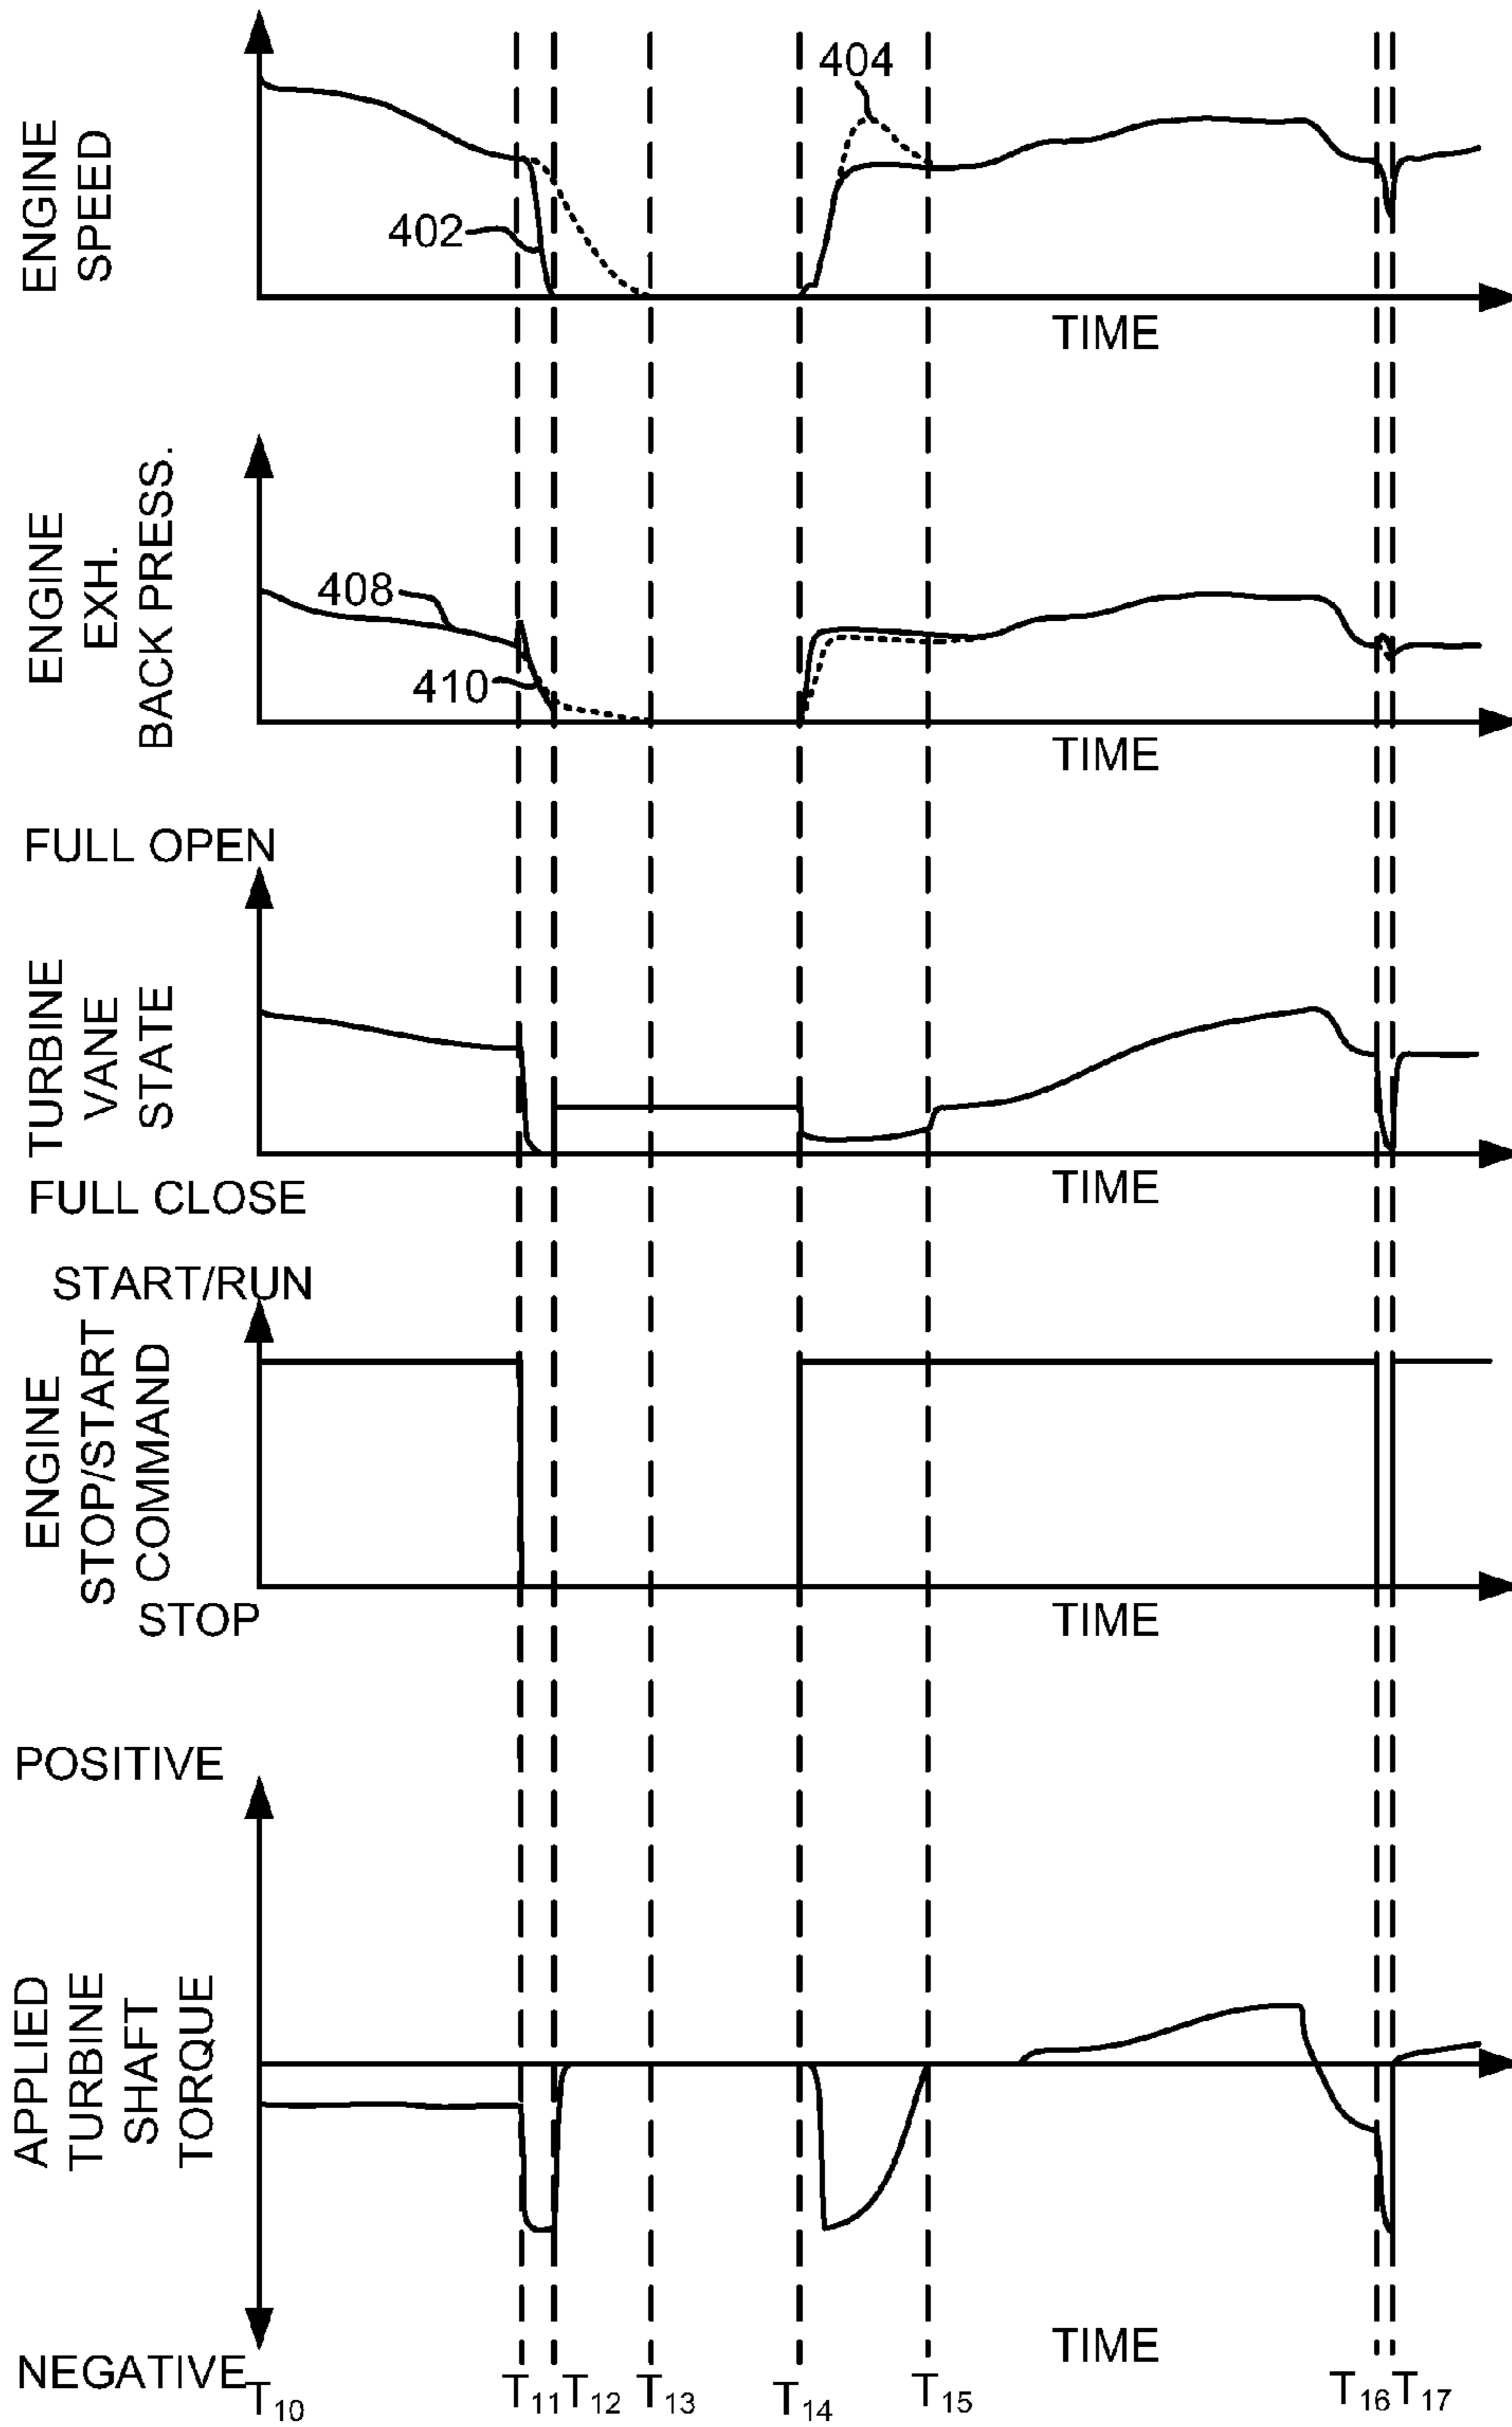 ENGINE
SPEED
402
404
TIME
ENGINE
EXH.
BACK PRESS.
408
410
TIME
FULL OPEN
TURBINE
VANE
STATE
FULL CLOSE
TIME
START/RUN
ENGINE
STOP/START
COMMAND
STOP
TIME
POSITIVE
APPLIED
TURBINE
SHAFT
TORQUE
NEGATIVE
TIME
T10 T11 T12 T13 T14 T15 T16 T17